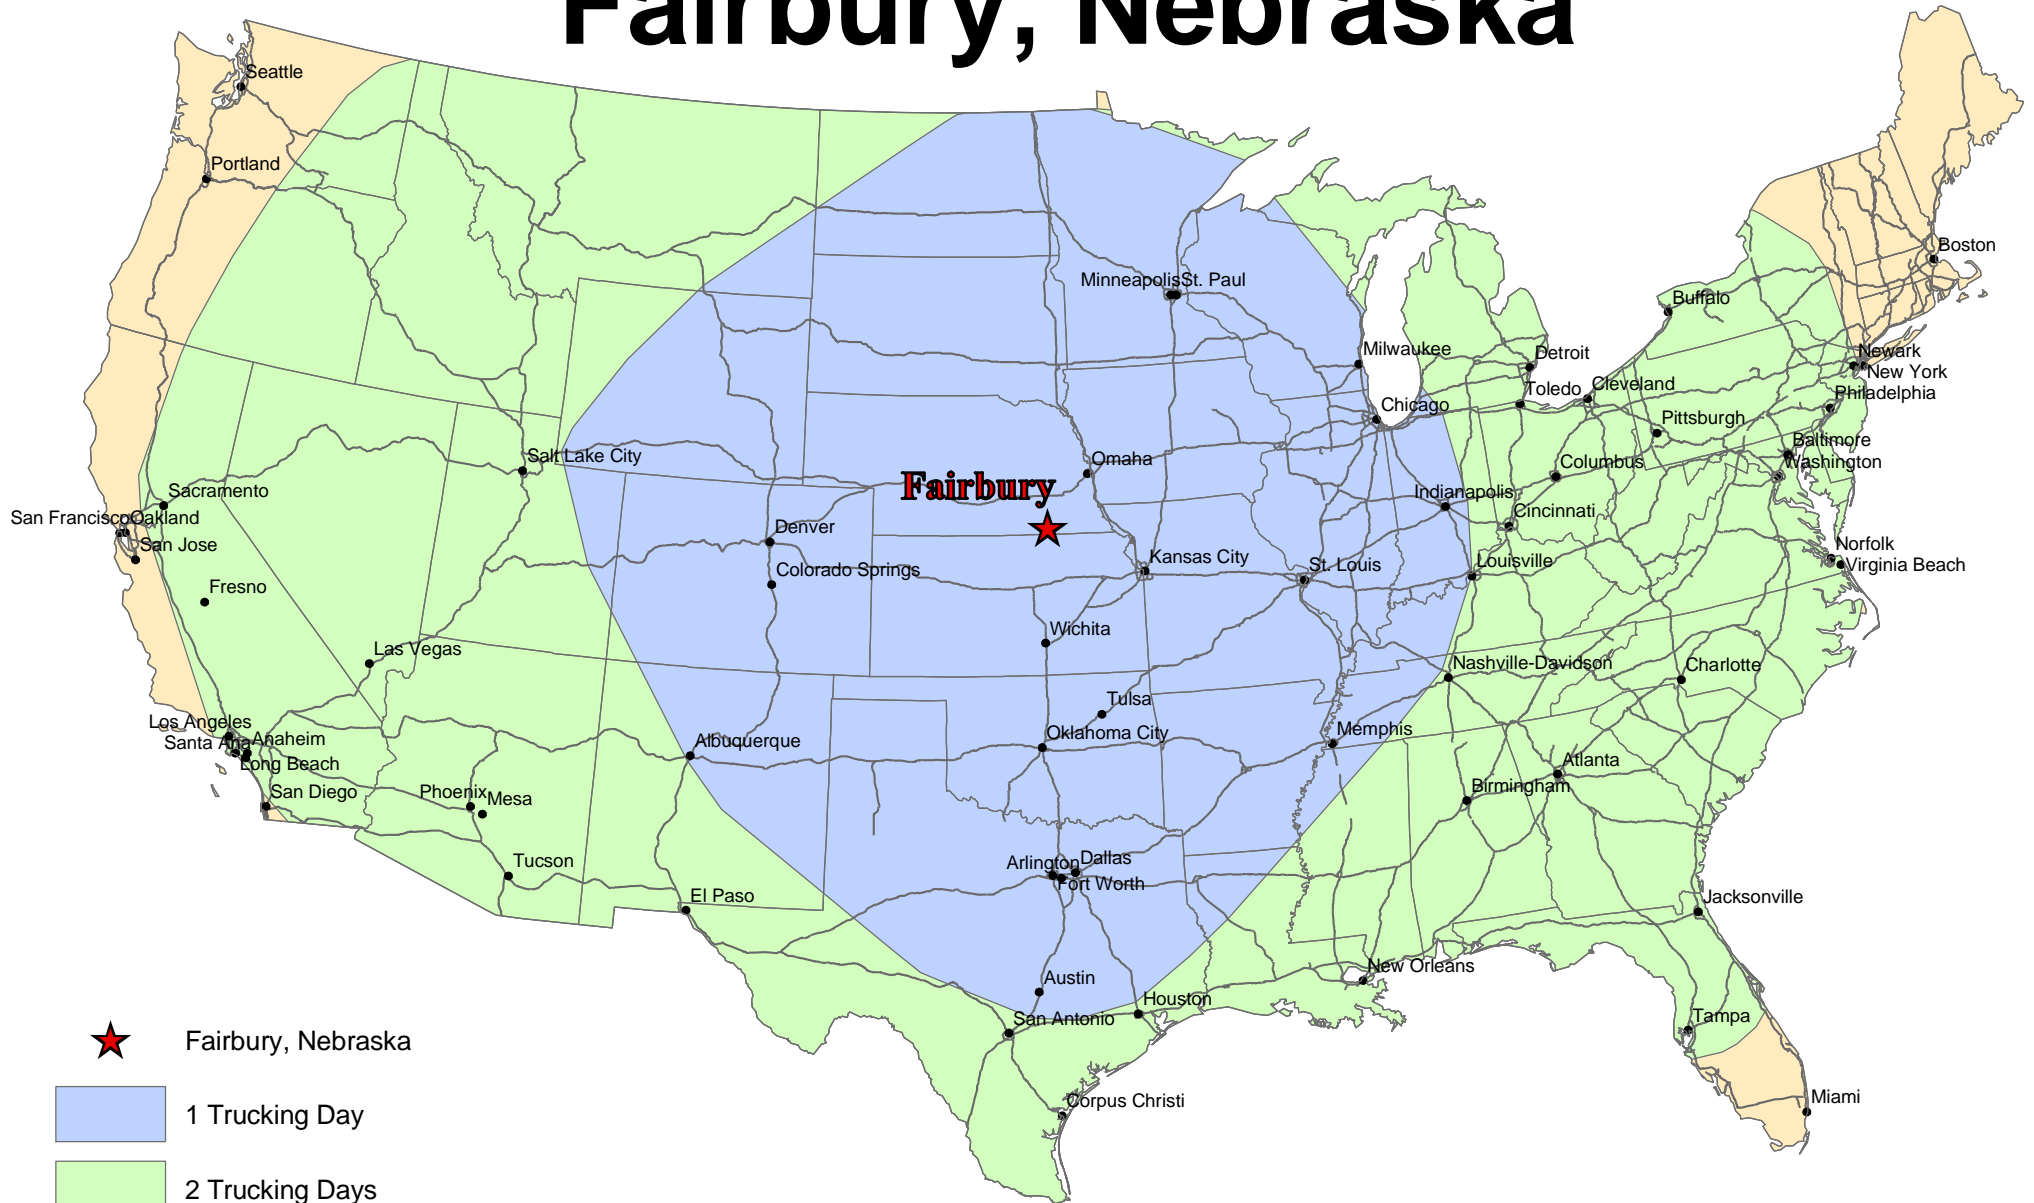 Fairbury, Nebraska
Seattle
Portland
Boston
MinneapolisSt. Paul
Buffalo
Milwaukee
Detroit
Newark
New York
Toledo
Cleveland
Philadelphia
Chicago
Pittsburgh
Baltimore
Washington
Salt Lake City
Omaha
Columbus
Fairbury
Sacramento
Indianapolis
San FranciscoOakland
Cincinnati
Denver
San Jose
Norfolk
Kansas City
St. Louis
Louisville
Virginia Beach
Colorado Springs
Fresno
Wichita
Las Vegas
Nashville-Davidson
Charlotte
Tulsa
Los Angeles
Memphis
Oklahoma City
Santa Ana
Anaheim
Albuquerque
Long Beach
Atlanta
San Diego
Phoenix
Mesa
Birmingham
Tucson
Arlington
Dallas
Fort Worth
El Paso
Jacksonville
New Orleans
Austin
Houston
San Antonio
Tampa
Corpus Christi
Miami
Fairbury, Nebraska
1 Trucking Day
2 Trucking Days